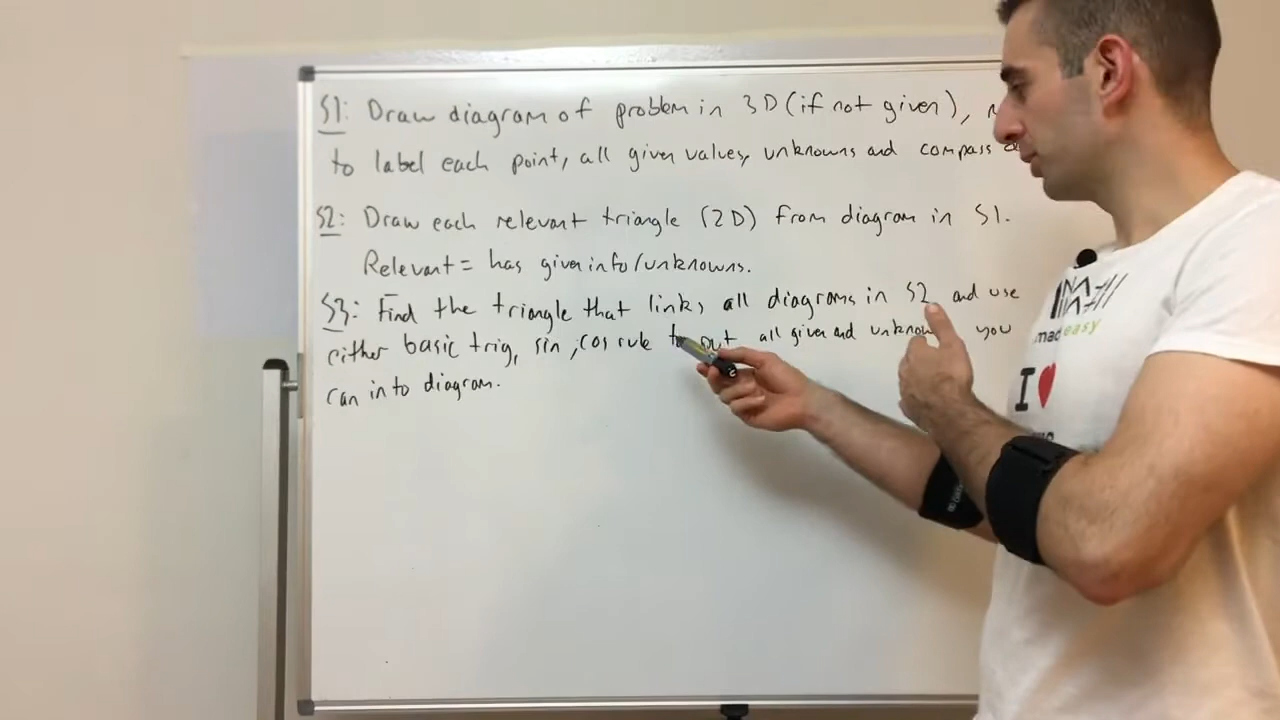 S1: Draw diagram of problem in 3D (if not given),
to label each point, all given values, unknowns and compass
S2: Draw each relevant triangle (2D) from diagram in S1.
Relevant = has given info/unknowns.
S3: Find the triangle that links all diagrams in S2 and use
either basic trig, sin, cos rule to put all given and you
can into diagram.
made easy
I ♥